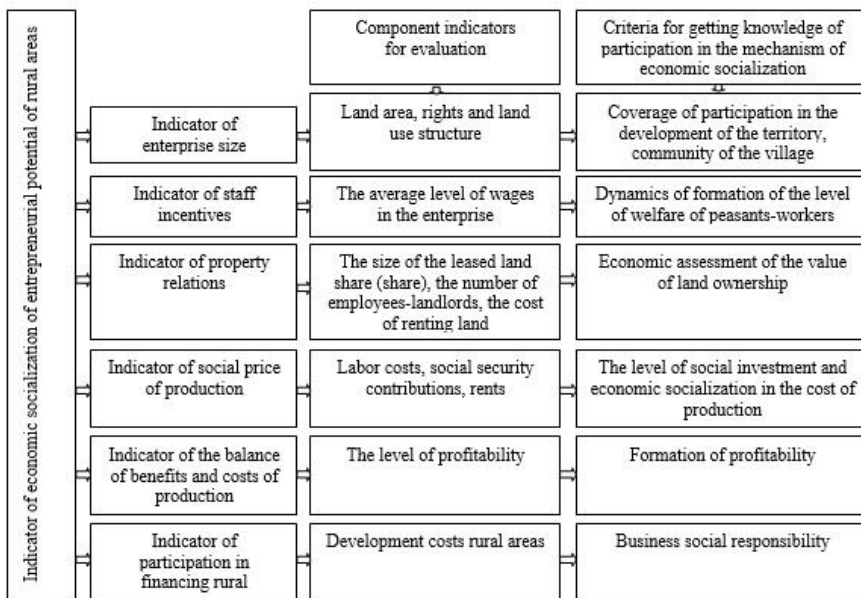 Indicator of economic socialization of entrepreneurial potential of rural areas
Component indicators
for evaluation
Criteria for getting knowledge of
participation in the mechanism of
economic socialization
Indicator of
enterprise size
Land area, rights and land
use structure
Coverage of participation in the
development of the territory,
community of the village
Indicator of staff
incentives
The average level of wages
in the enterprise
Dynamics of formation of the level
of welfare of peasants-workers
Indicator of property
relations
The size of the leased land
share (share), the number of
employees-landlords, the cost
of renting land
Economic assessment of the value
of land ownership
Indicator of social price
of production
Labor costs, social security
contributions, rents
The level of social investment and
economic socialization in the cost of
production
Indicator of the balance
of benefits and costs of
production
The level of profitability
Formation of profitability
Indicator of
participation in
financing rural
Development costs rural areas
Business social responsibility